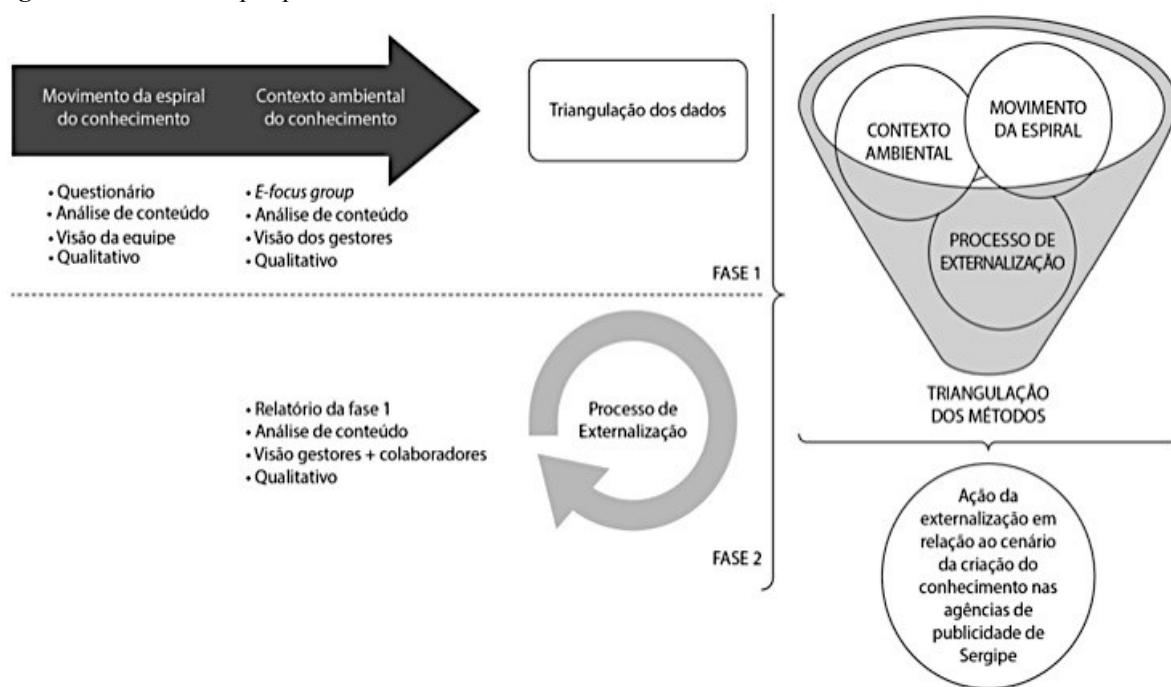 Movimento da espiral
do conhecimento
Contexto ambiental
do conhecimento
• Questionário
• Análise de conteúdo
• Visão da equipe
• Qualitativo
• E-focus group
• Análise de conteúdo
• Visão dos gestores
• Qualitativo
Triangulação dos dados
FASE 1
• Relatório da fase 1
• Análise de conteúdo
• Visão gestores + colaboradores
• Qualitativo
Processo de
Externalização
FASE 2
CONTEXTO
AMBIENTAL
MOVIMENTO
DA ESPIRAL
PROCESSO DE
EXTERNALIZAÇÃO
TRIANGULAÇÃO
DOS MÉTODOS
Ação da
externalização em
relação ao cenário
da criação do
conhecimento nas
agências de
publicidade de
Sergipe